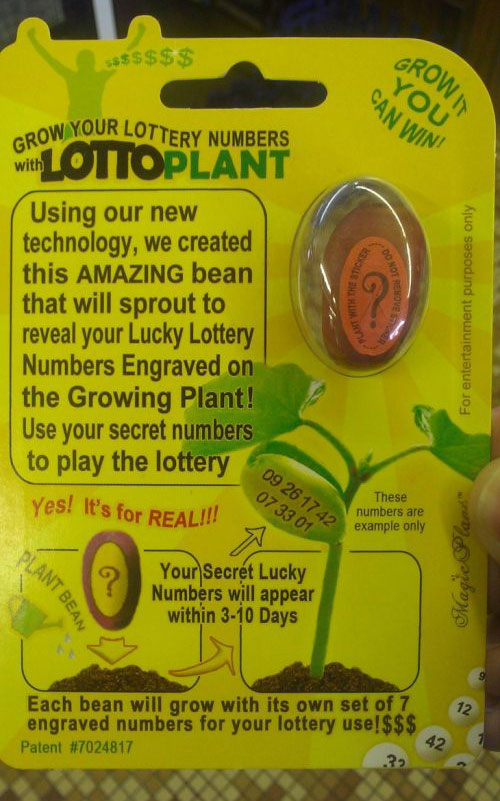 $$$$$$$
GROW IT
YOU
CAN WIN!
GROW YOUR LOTTERY NUMBERS
with LOTTOPLANT
Using our new
technology, we created
this AMAZING bean
that will sprout to
reveal your Lucky Lottery
Numbers Engraved on
the Growing Plant!
Use your secret numbers
to play the lottery
PLANT WITH THE STICKER
?
DO NOT REMOVE
For entertainment purposes only
Yes! It's for REAL!!!
09 26 17 42
07 33 01
These
numbers are
example only
MagicPlant
PLANT BEAN
?
Your Secret Lucky
Numbers will appear
within 3-10 Days
Each bean will grow with its own set of 7
engraved numbers for your lottery use!$$$
Patent #7024817
9
12
42